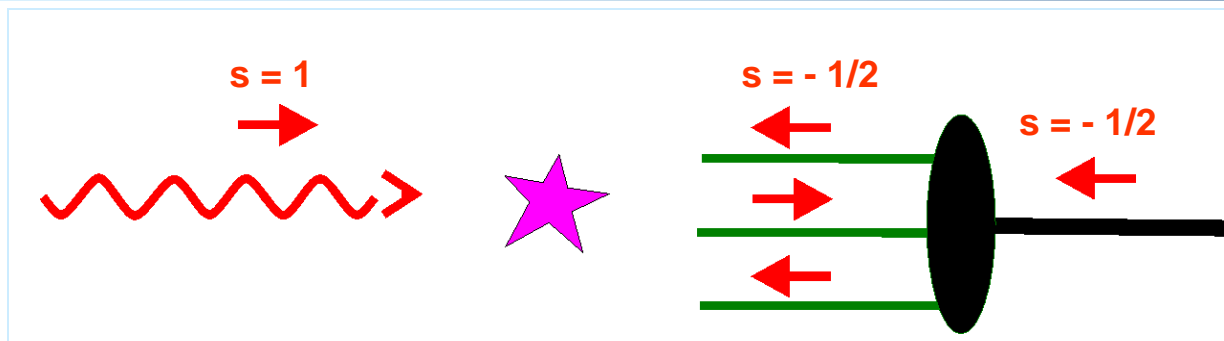 s = 1
s = - 1/2
s = - 1/2